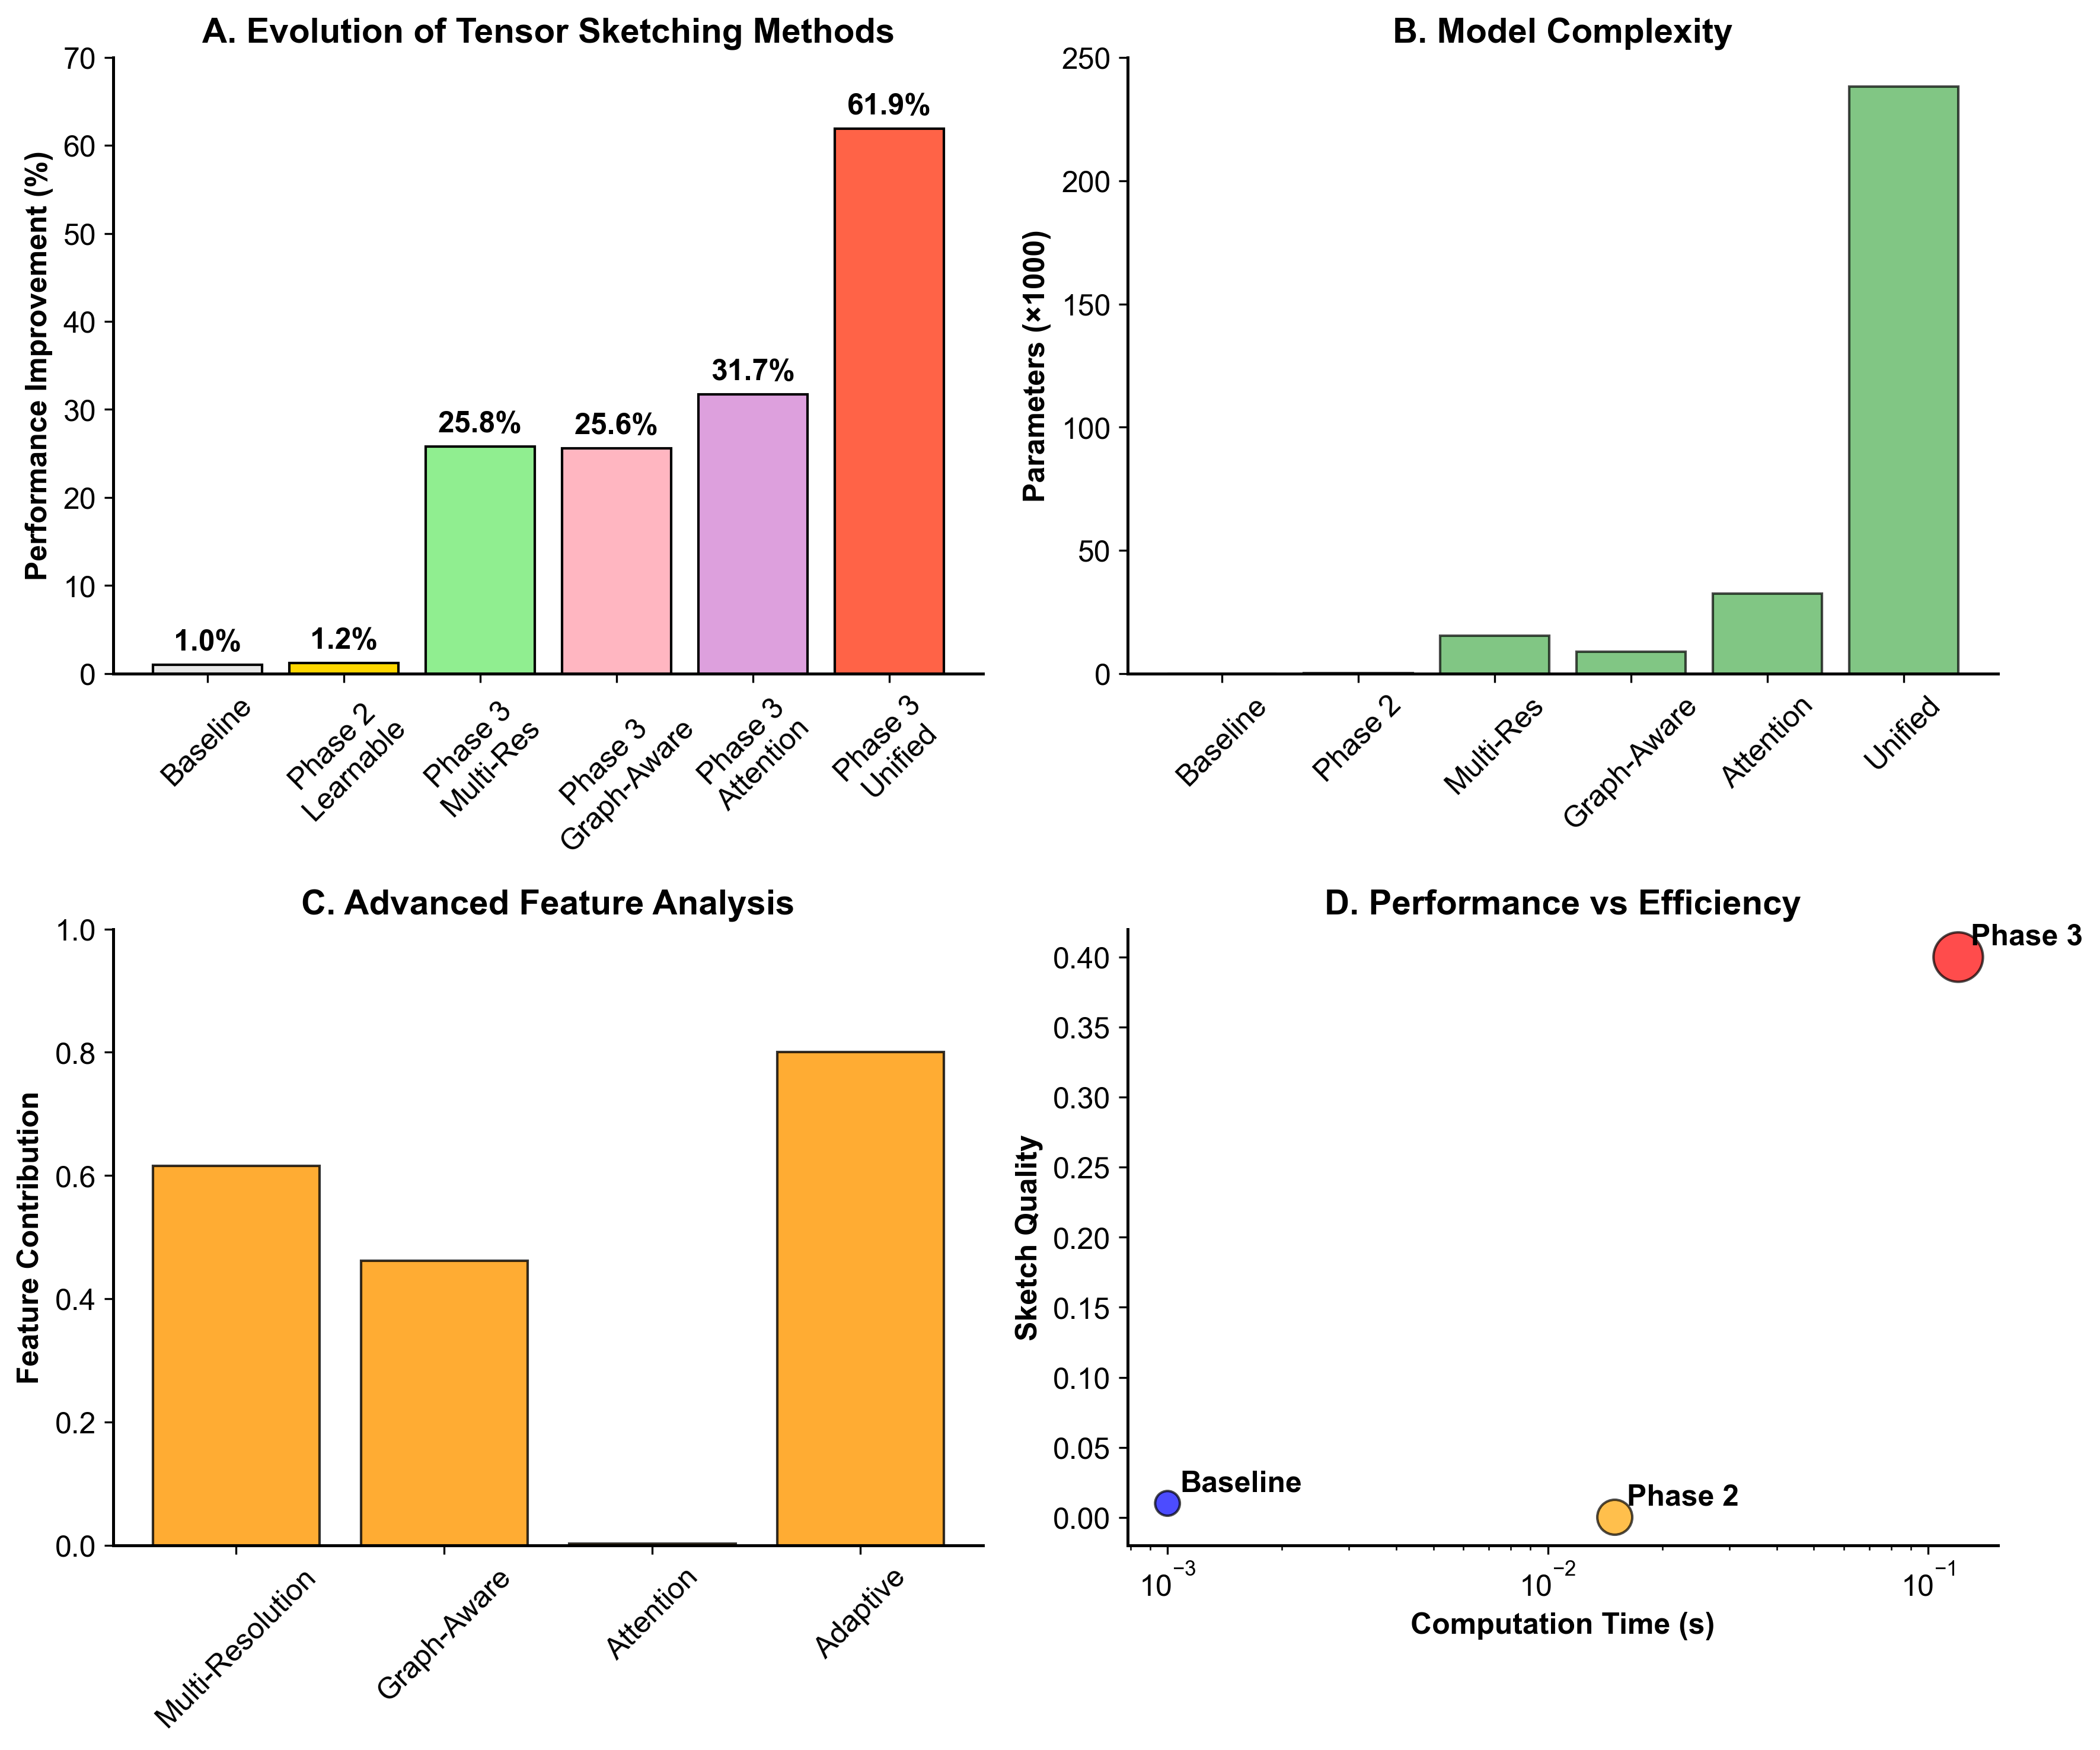 A. Evolution of Tensor Sketching Methods
Performance Improvement (%)
70
60
50
40
30
20
10
0
1.0%
1.2%
25.8%
25.6%
31.7%
61.9%
Baseline
Phase 2
Learnable
Phase 3
Multi-Res
Phase 3
Graph-Aware
Phase 3
Attention
Phase 3
Unified
B. Model Complexity
Parameters (×1000)
250
200
150
100
50
0
Baseline
Phase 2
Multi-Res
Graph-Aware
Attention
Unified
C. Advanced Feature Analysis
Feature Contribution
1.0
0.8
0.6
0.4
0.2
0.0
Multi-Resolution
Graph-Aware
Attention
Adaptive
D. Performance vs Efficiency
Sketch Quality
0.40
0.35
0.30
0.25
0.20
0.15
0.10
0.05
0.00
Phase 3
Baseline
Phase 2
10⁻³
10⁻²
10⁻¹
Computation Time (s)